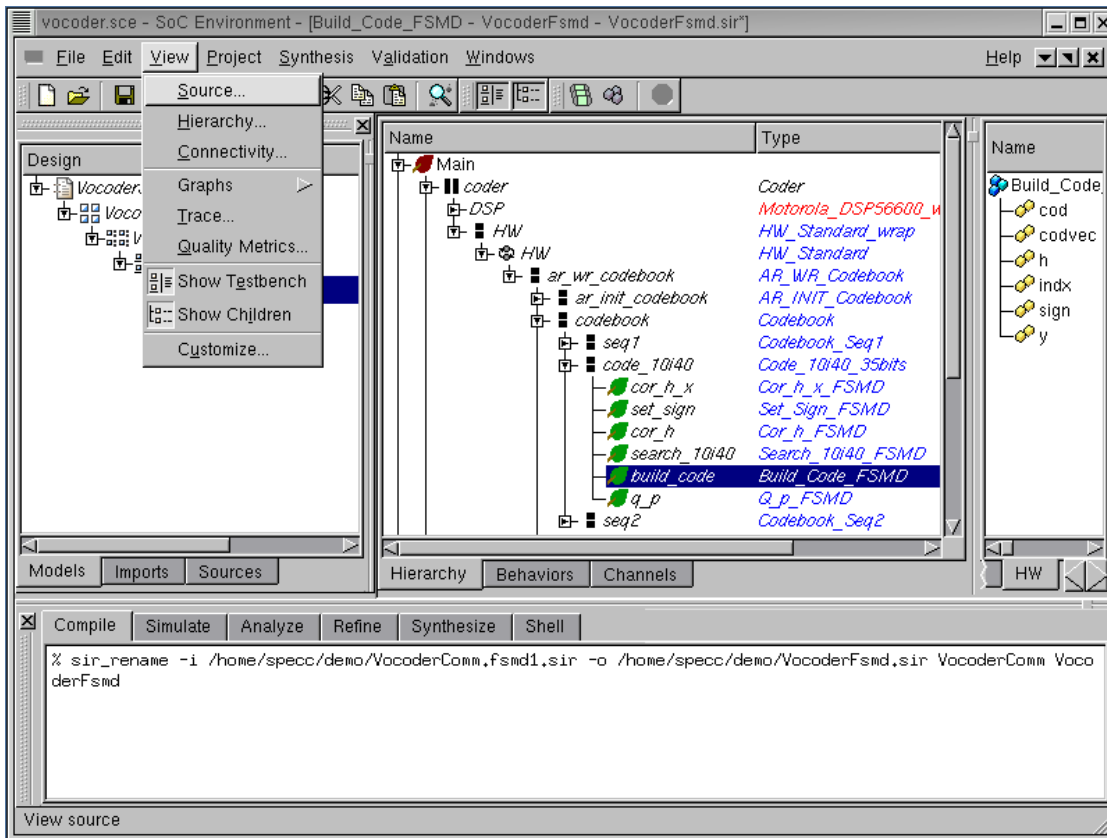 vocoder.sce - SoC Environment - [Build_Code_FSMD - VocoderFsmd - VocoderFsmd.sir*]
File Edit View Project Synthesis Validation Windows Help
Source...
Hierarchy...
Connectivity...
Graphs
Trace...
Quality Metrics...
Show Testbench
Show Children
Customize...
Design
Models Imports Sources
Name Type
Main
coder Coder
DSP Motorola_DSP56600_w
HW HW_Standard_wrap
HW HW_Standard
ar_wr_codebook AR_WR_Codebook
ar_init_codebook AR_INIT_Codebook
codebook Codebook
seq1 Codebook_Seq1
code_10i40 Code_10i40_35bits
cor_h_x Cor_h_x_FSMD
set_sign Set_Sign_FSMD
cor_h Cor_h_FSMD
search_10i40 Search_10i40_FSMD
build_code Build_Code_FSMD
q_p Q_p_FSMD
seq2 Codebook_Seq2
Hierarchy Behaviors Channels
Name
Build_Code_
cod
codvec
h
indx
sign
y
HW
Compile Simulate Analyze Refine Synthesize Shell
% sir_rename -i /home/specc/demo/VocoderComm.fsmd1.sir -o /home/specc/demo/VocoderFsmd.sir VocoderComm Voco
derFsmd
View source